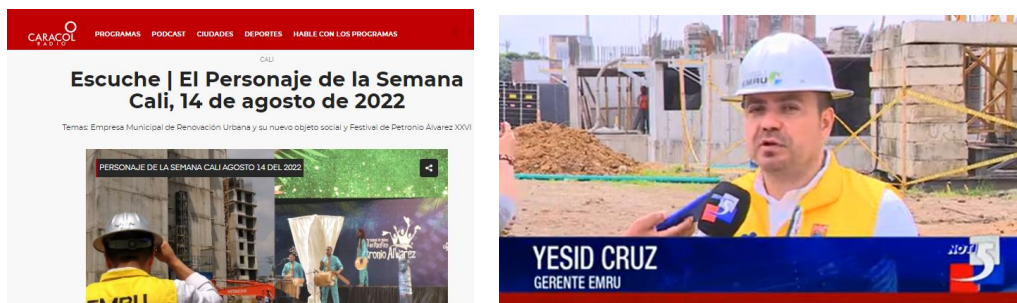 CARACOL
RADIO
PROGRAMAS PODCAST CIUDADES DEPORTES HABLE CON LOS PROGRAMAS
CALI
Escuche | El Personaje de la Semana
Cali, 14 de agosto de 2022
Temas: Empresa Municipal de Renovación Urbana y su nuevo objeto social y Festival de Petronio Álvarez XXVI
PERSONAJE DE LA SEMANA CALI AGOSTO 14 DEL 2022
Petronio Álvarez
EMRU
EMRU
5
YESID CRUZ
GERENTE EMRU
NOTI
5